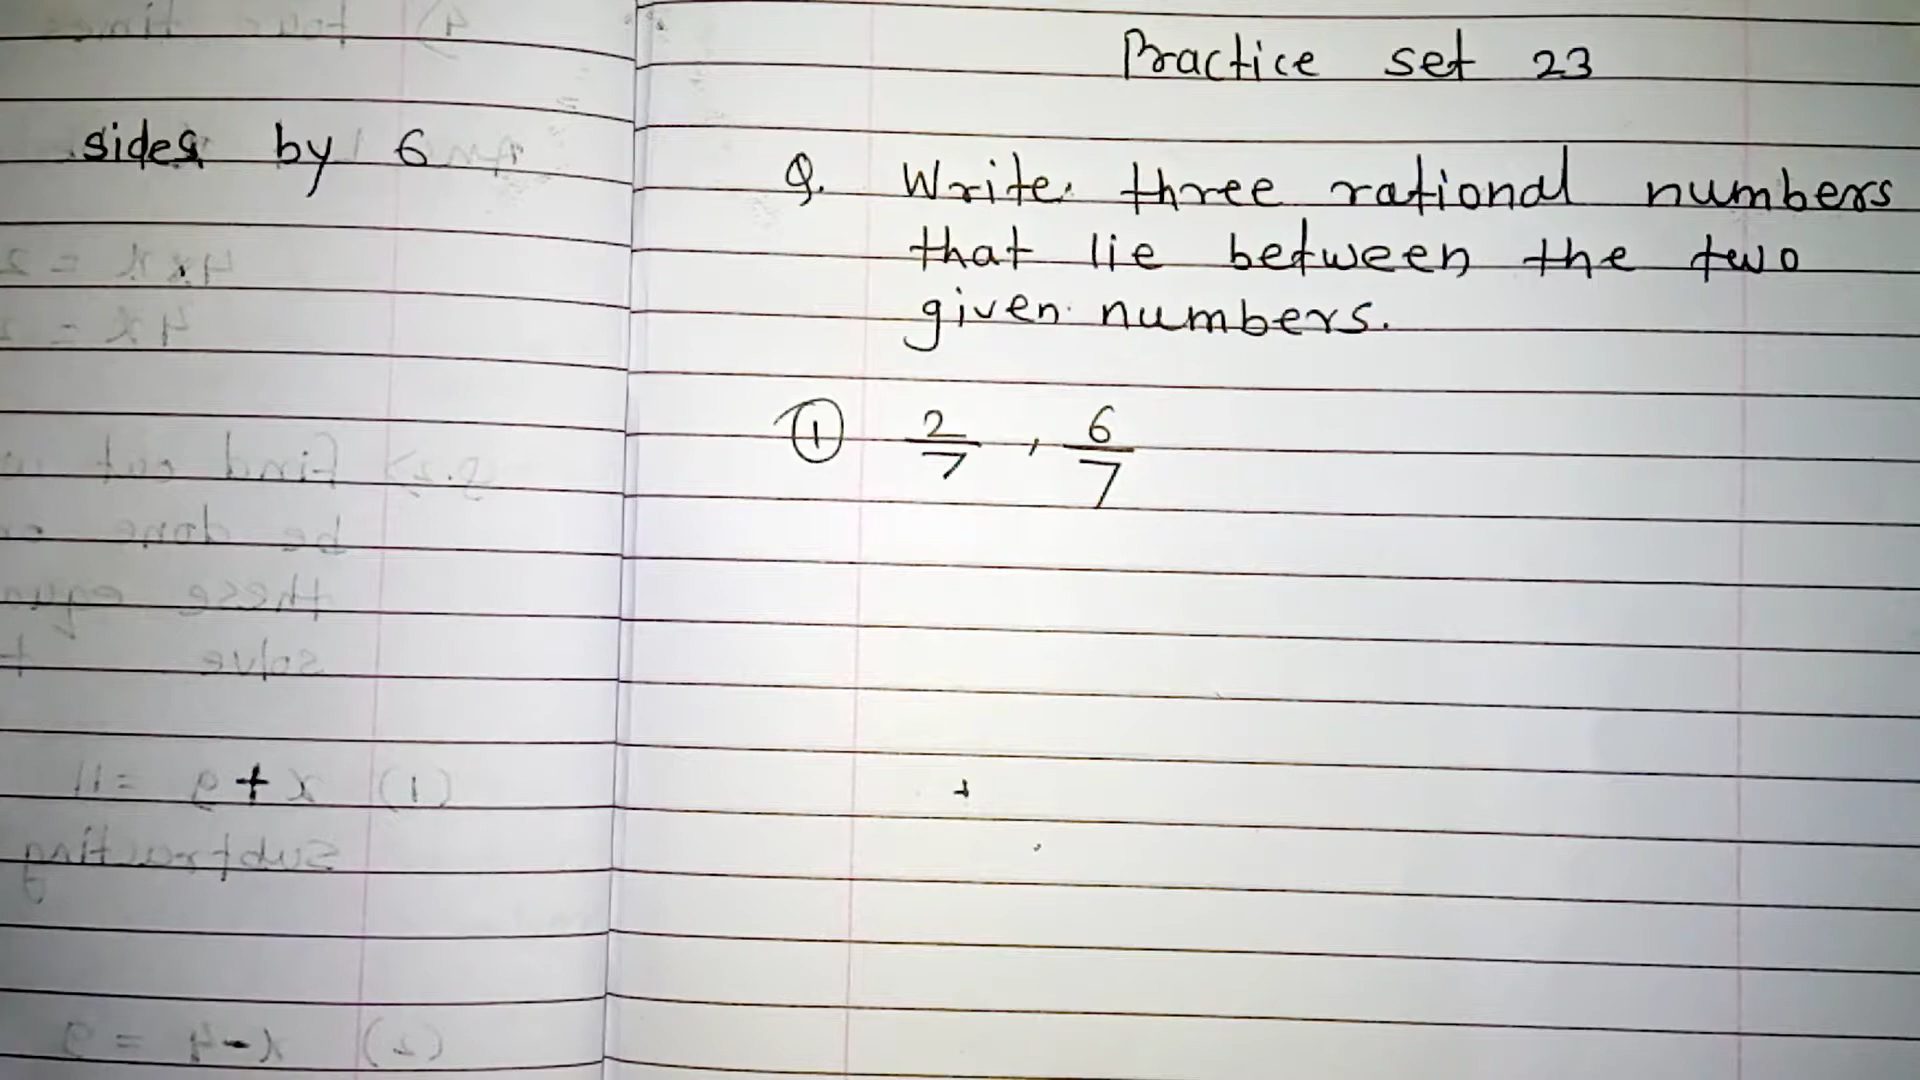 sides by 6
Practice set 23
Q. Write three rational numbers
that lie between the two
given numbers.
① 2/7 , 6/7